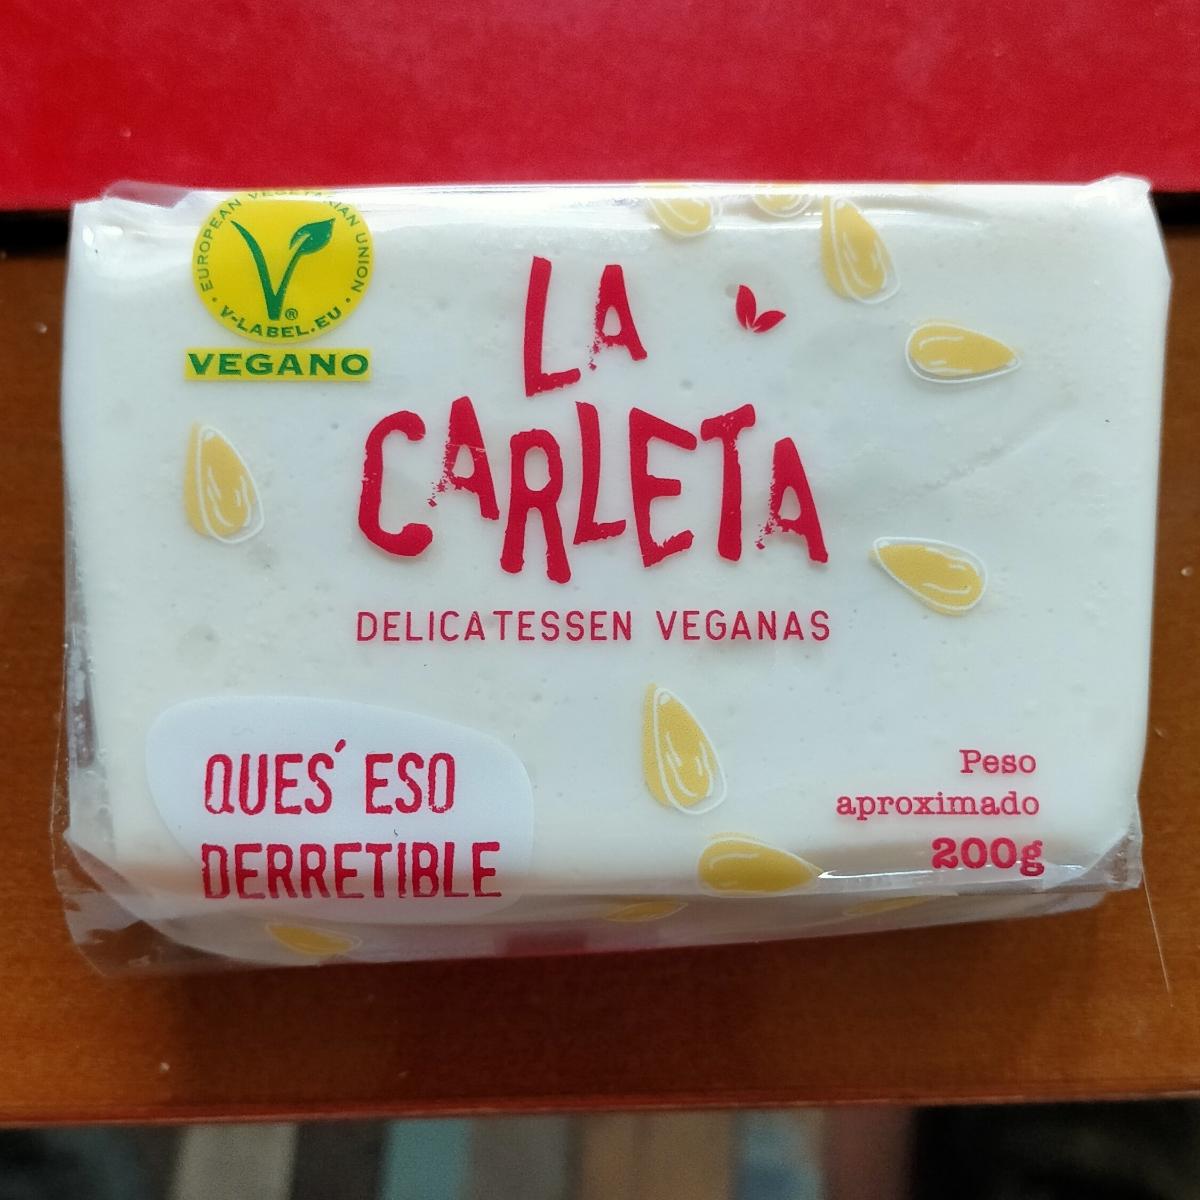 EUROPEAN VEGETARIAN UNION
V-LABEL.EU ®
VEGANO
LA
CARLETA
DELICATESSEN VEGANAS
QUES´ ESO
DERRETIBLE
Peso
aproximado
200g